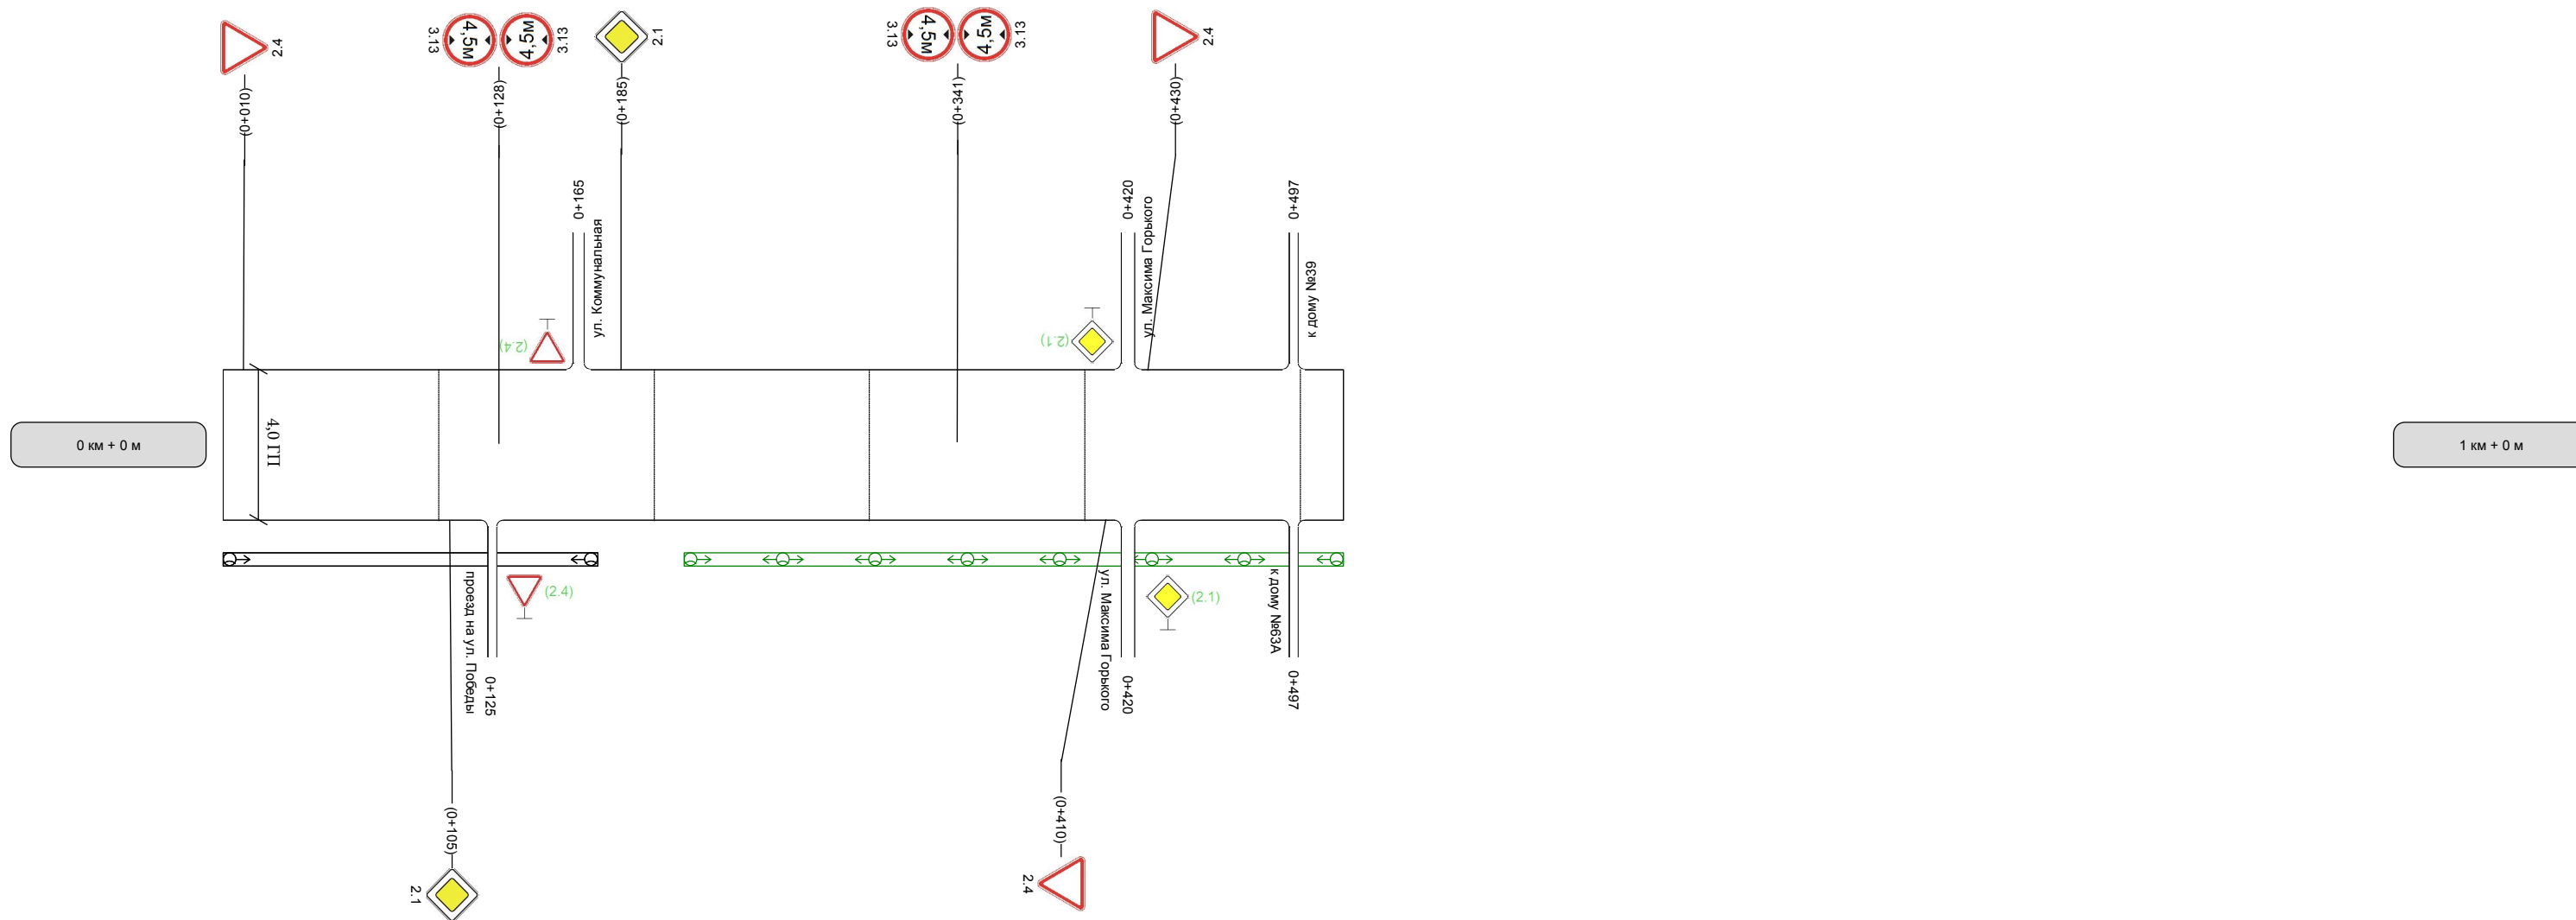 2.4
(0+010)
3.13
4,5м
4,5м
3.13
(0+128)
2.1
(0+185)
3.13
4,5м
4,5м
3.13
(0+341)
2.4
(0+430)
0+165
ул. Коммунальная
0+420
ул. Максима Горького
0+497
к дому №39
(2.4)
(2.1)
0 км + 0 м
4,0 ГП
1 км + 0 м
проезд на ул. Победы
0+125
(2.4)
ул. Максима Горького
0+420
(2.1)
к дому №63А
0+497
(0+105)
2.1
(0+410)
2.4